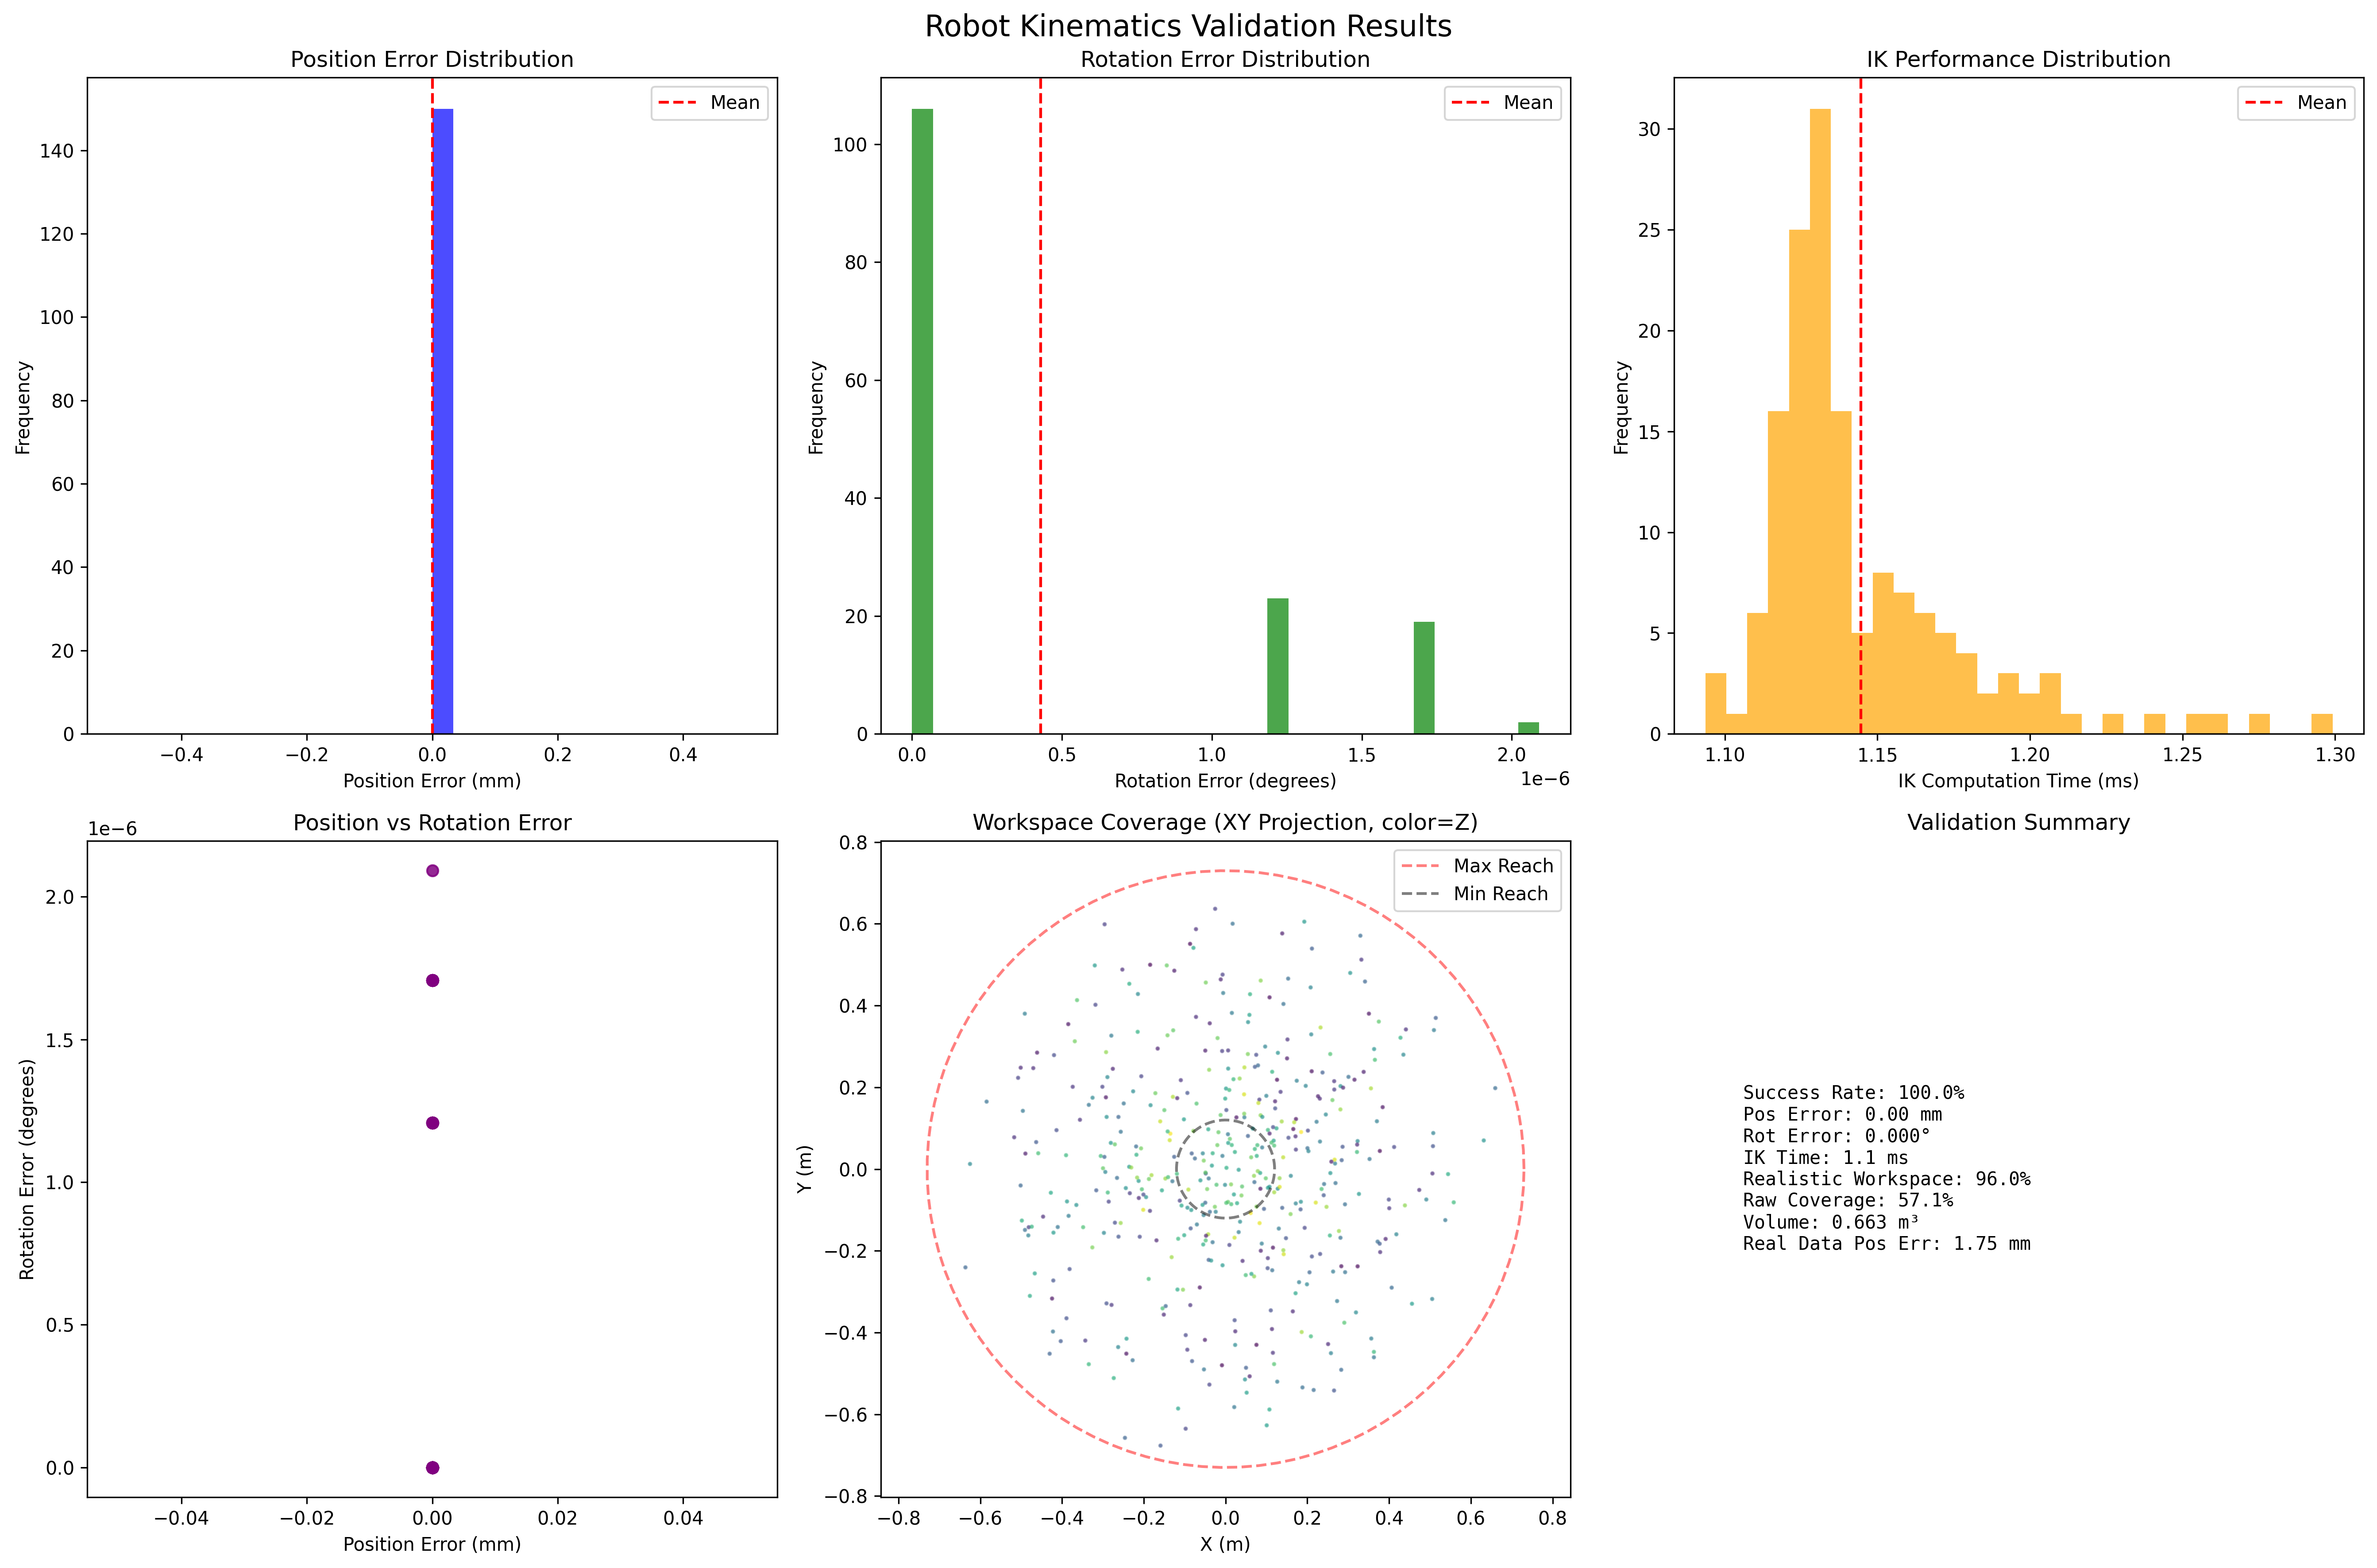 Robot Kinematics Validation Results
Position Error Distribution
Mean
140
120
100
80
60
40
20
0
Frequency
−0.4 −0.2 0.0 0.2 0.4
Position Error (mm)
Rotation Error Distribution
Mean
100
80
60
40
20
0
Frequency
0.0 0.5 1.0 1.5 2.0
1e−6
Rotation Error (degrees)
IK Performance Distribution
Mean
30
25
20
15
10
5
0
Frequency
1.10 1.15 1.20 1.25 1.30
IK Computation Time (ms)
Position vs Rotation Error
1e−6
2.0
1.5
1.0
0.5
0.0
Rotation Error (degrees)
−0.04 −0.02 0.00 0.02 0.04
Position Error (mm)
Workspace Coverage (XY Projection, color=Z)
Max Reach
Min Reach
0.8
0.6
0.4
0.2
0.0
−0.2
−0.4
−0.6
−0.8
Y (m)
−0.8 −0.6 −0.4 −0.2 0.0 0.2 0.4 0.6 0.8
X (m)
Validation Summary
Success Rate: 100.0%
Pos Error: 0.00 mm
Rot Error: 0.000°
IK Time: 1.1 ms
Realistic Workspace: 96.0%
Raw Coverage: 57.1%
Volume: 0.663 m³
Real Data Pos Err: 1.75 mm